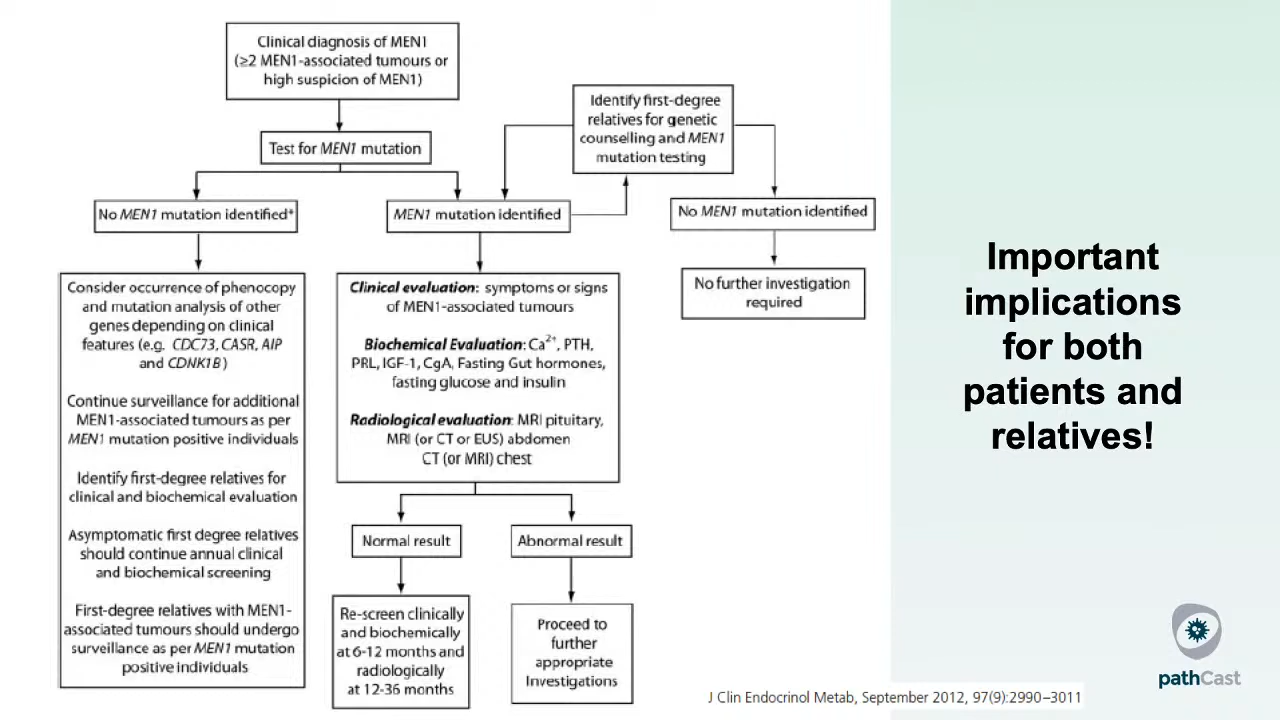 Clinical diagnosis of MEN1
(≥2 MEN1-associated tumours or
high suspicion of MEN1)
Test for MEN1 mutation
Identify first-degree
relatives for genetic
counselling and MEN1
mutation testing
No MEN1 mutation identified*
MEN1 mutation identified
No MEN1 mutation identified
No further investigation
required
Consider occurrence of phenocopy
and mutation analysis of other
genes depending on clinical
features (e.g. CDC73, CASR, AIP
and CDNK1B)
Continue surveillance for additional
MEN1-associated tumours as per
MEN1 mutation positive individuals
Identify first-degree relatives for
clinical and biochemical evaluation
Asymptomatic first degree relatives
should continue annual clinical
and biochemical screening
First-degree relatives with MEN1-
associated tumours should undergo
surveillance as per MEN1 mutation
positive individuals
Clinical evaluation: symptoms or signs
of MEN1-associated tumours
Biochemical Evaluation: Ca2+, PTH,
PRL, IGF-1, CgA, Fasting Gut hormones,
fasting glucose and insulin
Radiological evaluation: MRI pituitary,
MRI (or CT or EUS) abdomen
CT (or MRI) chest
Normal result
Abnormal result
Re-screen clinically
and biochemically
at 6-12 months and
radiologically
at 12-36 months
Proceed to
further
appropriate
Investigations
Important
implications
for both
patients and
relatives!
pathCast
J Clin Endocrinol Metab, September 2012, 97(9):2990–3011